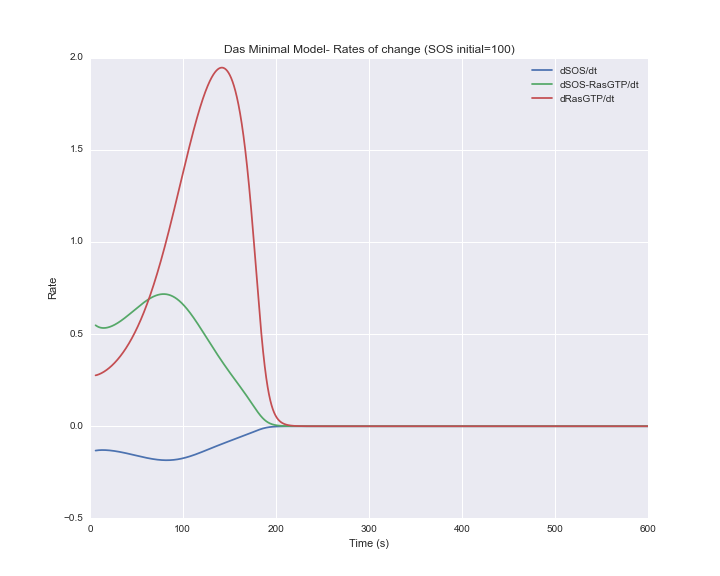 Das Minimal Model- Rates of change (SOS initial=100)
2.0
1.5
1.0
0.5
0.0
−0.5
Rate
dSOS/dt
dSOS-RasGTP/dt
dRasGTP/dt
0 100 200 300 400 500 600
Time (s)